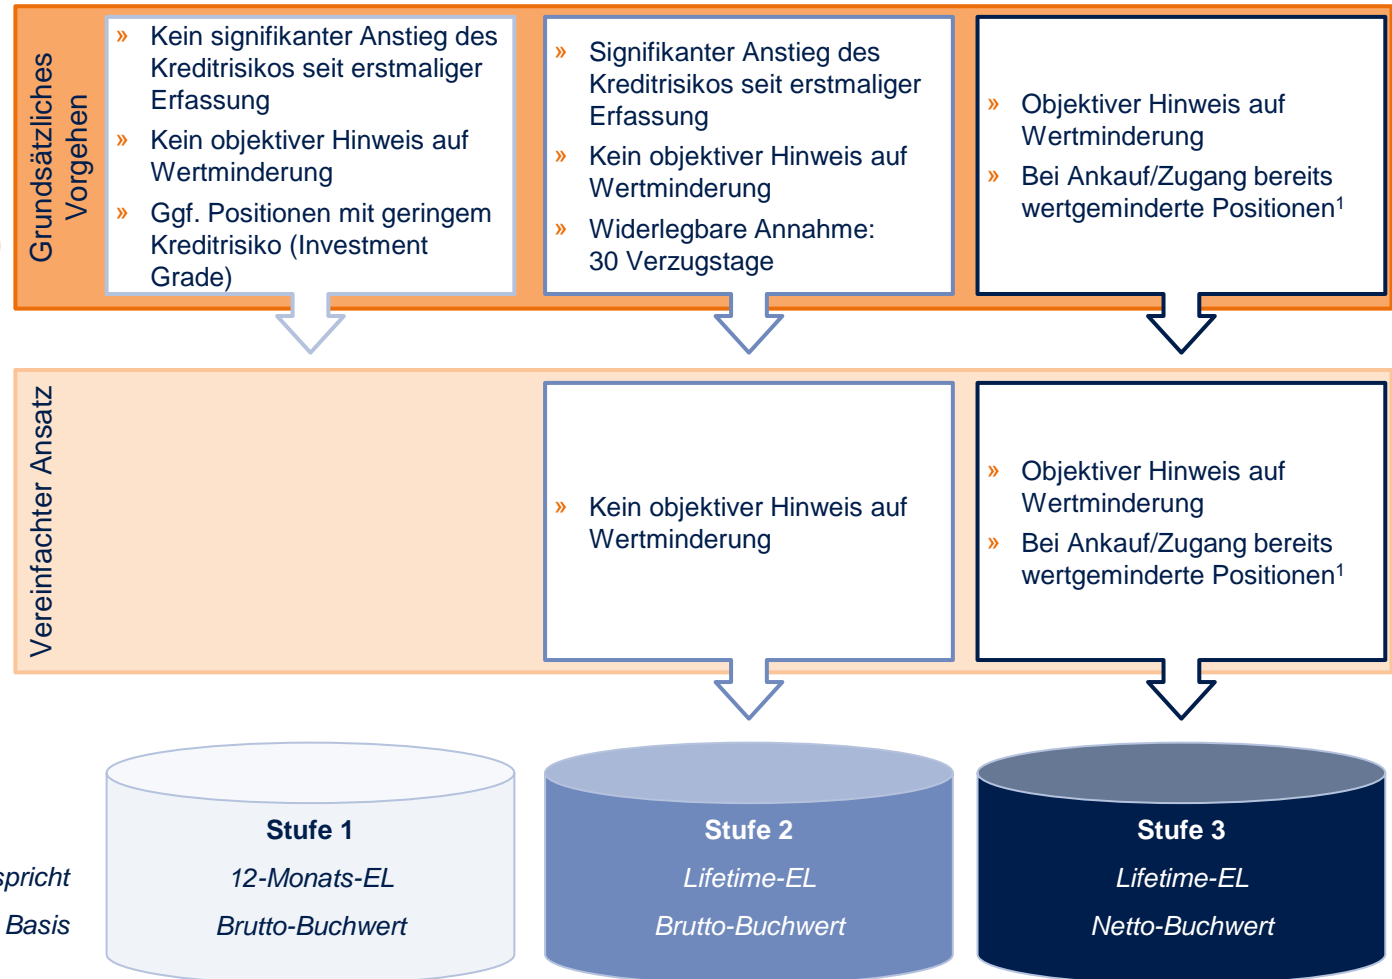 Grundsätzliches
Vorgehen
» Kein signifikanter Anstieg des
Kreditrisikos seit erstmaliger
Erfassung
» Kein objektiver Hinweis auf
Wertminderung
» Ggf. Positionen mit geringem
Kreditrisiko (Investment
Grade)
» Signifikanter Anstieg des
Kreditrisikos seit erstmaliger
Erfassung
» Kein objektiver Hinweis auf
Wertminderung
» Widerlegbare Annahme:
30 Verzugstage
» Objektiver Hinweis auf
Wertminderung
» Bei Ankauf/Zugang bereits
wertgeminderte Positionen¹
Vereinfachter Ansatz
» Kein objektiver Hinweis auf
Wertminderung
» Objektiver Hinweis auf
Wertminderung
» Bei Ankauf/Zugang bereits
wertgeminderte Positionen¹
spricht
Basis
Stufe 1
12-Monats-EL
Brutto-Buchwert
Stufe 2
Lifetime-EL
Brutto-Buchwert
Stufe 3
Lifetime-EL
Netto-Buchwert